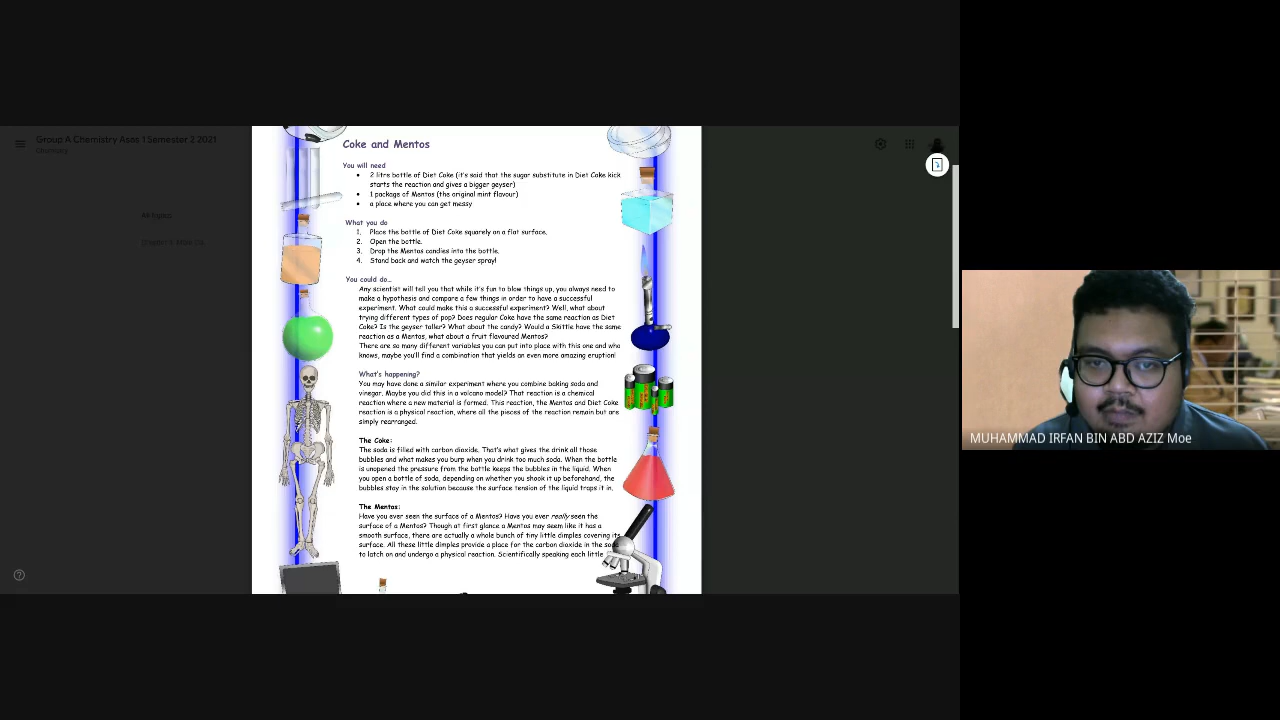 Group A Chemistry Asas 1 Semester 2 2021
Coke and Mentos
You will need
2 litre bottle of Diet Coke (it's said that the sugar substitute in Diet Coke kick
starts the reaction and gives a bigger geyser)
1 package of Mentos (the original mint flavour)
a place where you can get messy
What you do
1. Place the bottle of Diet Coke squarely on a flat surface.
2. Open the bottle.
3. Drop the Mentos candies into the bottle.
4. Stand back and watch the geyser spray!
You could do…
Any scientist will tell you that while it's fun to blow things up, you always need to
make a hypothesis and compare a few things in order to have a successful
experiment. What could make this a successful experiment? Well, what about
trying different types of pop? Does regular Coke have the same reaction as Diet
Coke? Is the geyser taller? What about the candy? Would a Skittle have the same
reaction as a Mentos, what about a fruit flavoured Mentos?
There are so many different variables you can put into place with this one and who
knows, maybe you'll find a combination that yields an even more amazing eruption!
What's happening?
You may have done a similar experiment where you combine baking soda and
vinegar. Maybe you did this in a volcano model? That reaction is a chemical
reaction where a new material is formed. This reaction, the Mentos and Diet Coke
reaction is a physical reaction, where all the pieces of the reaction remain but are
simply rearranged.
The Coke:
The soda is filled with carbon dioxide. That's what gives the drink all those
bubbles and what makes you burp when you drink too much soda. When the bottle
is unopened the pressure from the bottle keeps the bubbles in the liquid. When
you open a bottle of soda, depending on whether you shook it up beforehand, the
bubbles stay in the solution because the surface tension of the liquid traps it in.
The Mentos:
Have you ever seen the surface of a Mentos? Have you ever really seen the
surface of a Mentos? Though at first glance a Mentos may seem like it has a
smooth surface, there are actually a whole bunch of tiny little dimples covering its
surface. All these little dimples provide a place for the carbon dioxide in the so
to latch on and undergo a physical reaction. Scientifically speaking each little
All topics
MUHAMMAD IRFAN BIN ABD AZIZ Moe